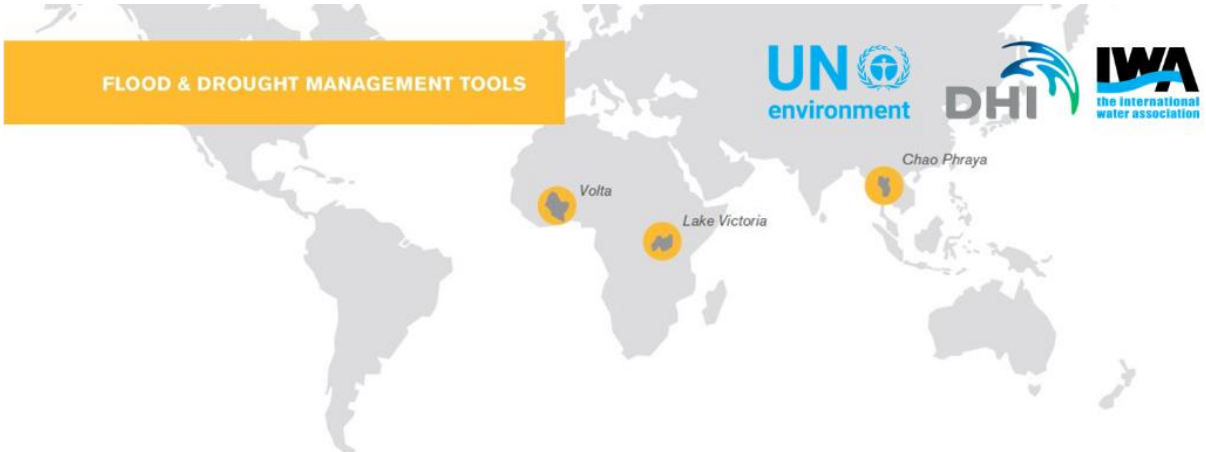 FLOOD & DROUGHT MANAGEMENT TOOLS
UN
environment
DHI
IWA
the international
water association
Chao Phraya
Volta
Lake Victoria